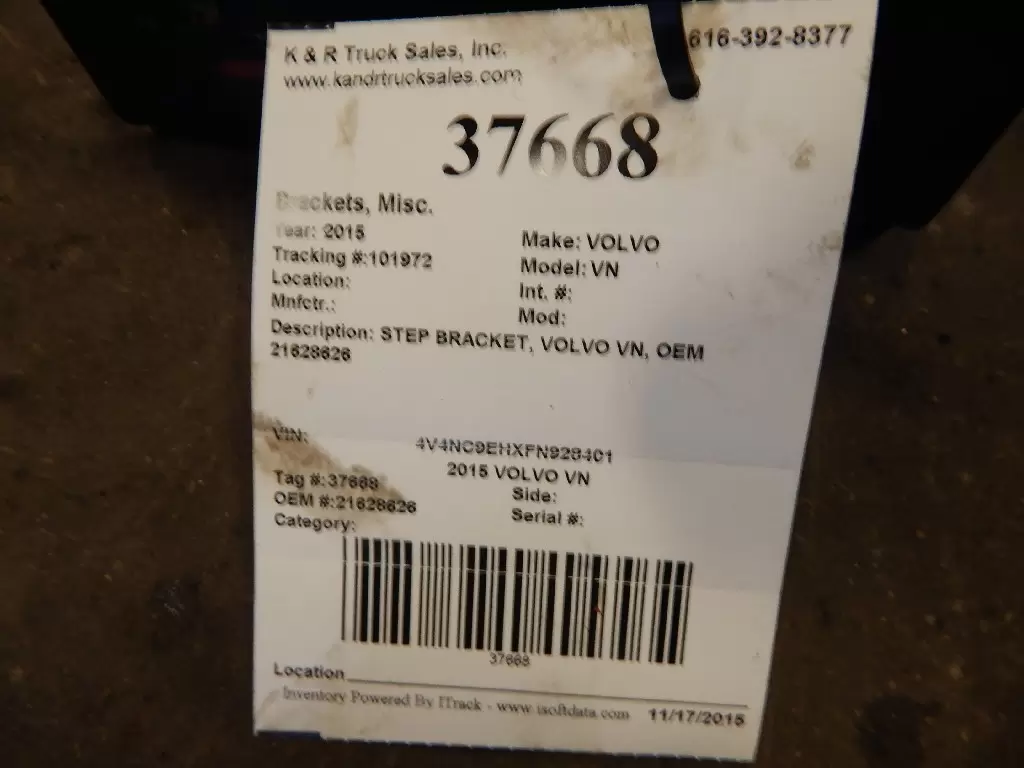 K & R Truck Sales, Inc.
616-392-8377
www.kandrtrucksales.com
37668
Brackets, Misc.
Year: 2015
Make: VOLVO
Tracking #:101972
Model: VN
Location:
Int. #:
Mnfctr.:
Mod:
Description: STEP BRACKET, VOLVO VN, OEM
21628626
VIN:
4V4NC9EHXFN928401
2015 VOLVO VN
Tag #:37668
Side:
OEM #:21628626
Serial #:
Category:
37668
Location
Inventory Powered By ITrack - www.isoftdata.com
11/17/2015